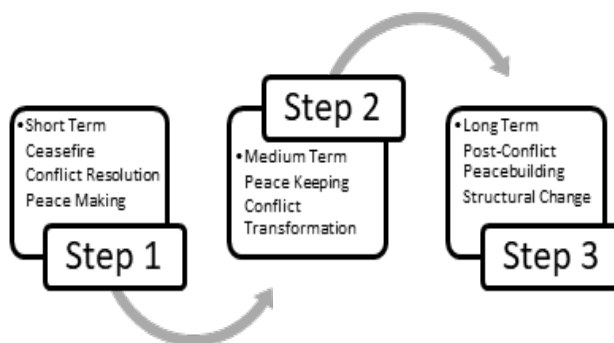 •Short Term
Ceasefire
Conflict Resolution
Peace Making
Step 1
Step 2
•Medium Term
Peace Keeping
Conflict
Transformation
•Long Term
Post-Conflict
Peacebuilding
Structural Change
Step 3